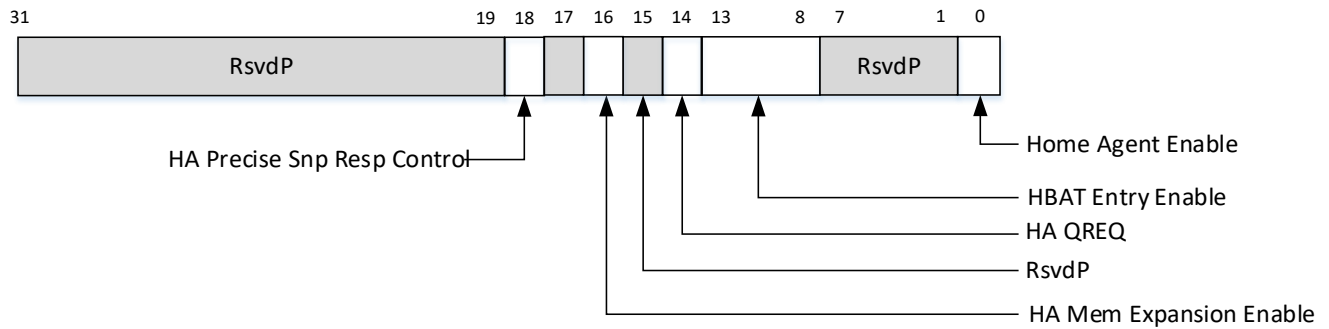 31 19 18 17 16 15 14 13 8 7 1 0
RsvdP RsvdP
HA Precise Snp Resp Control
Home Agent Enable
HBAT Entry Enable
HA QREQ
RsvdP
HA Mem Expansion Enable